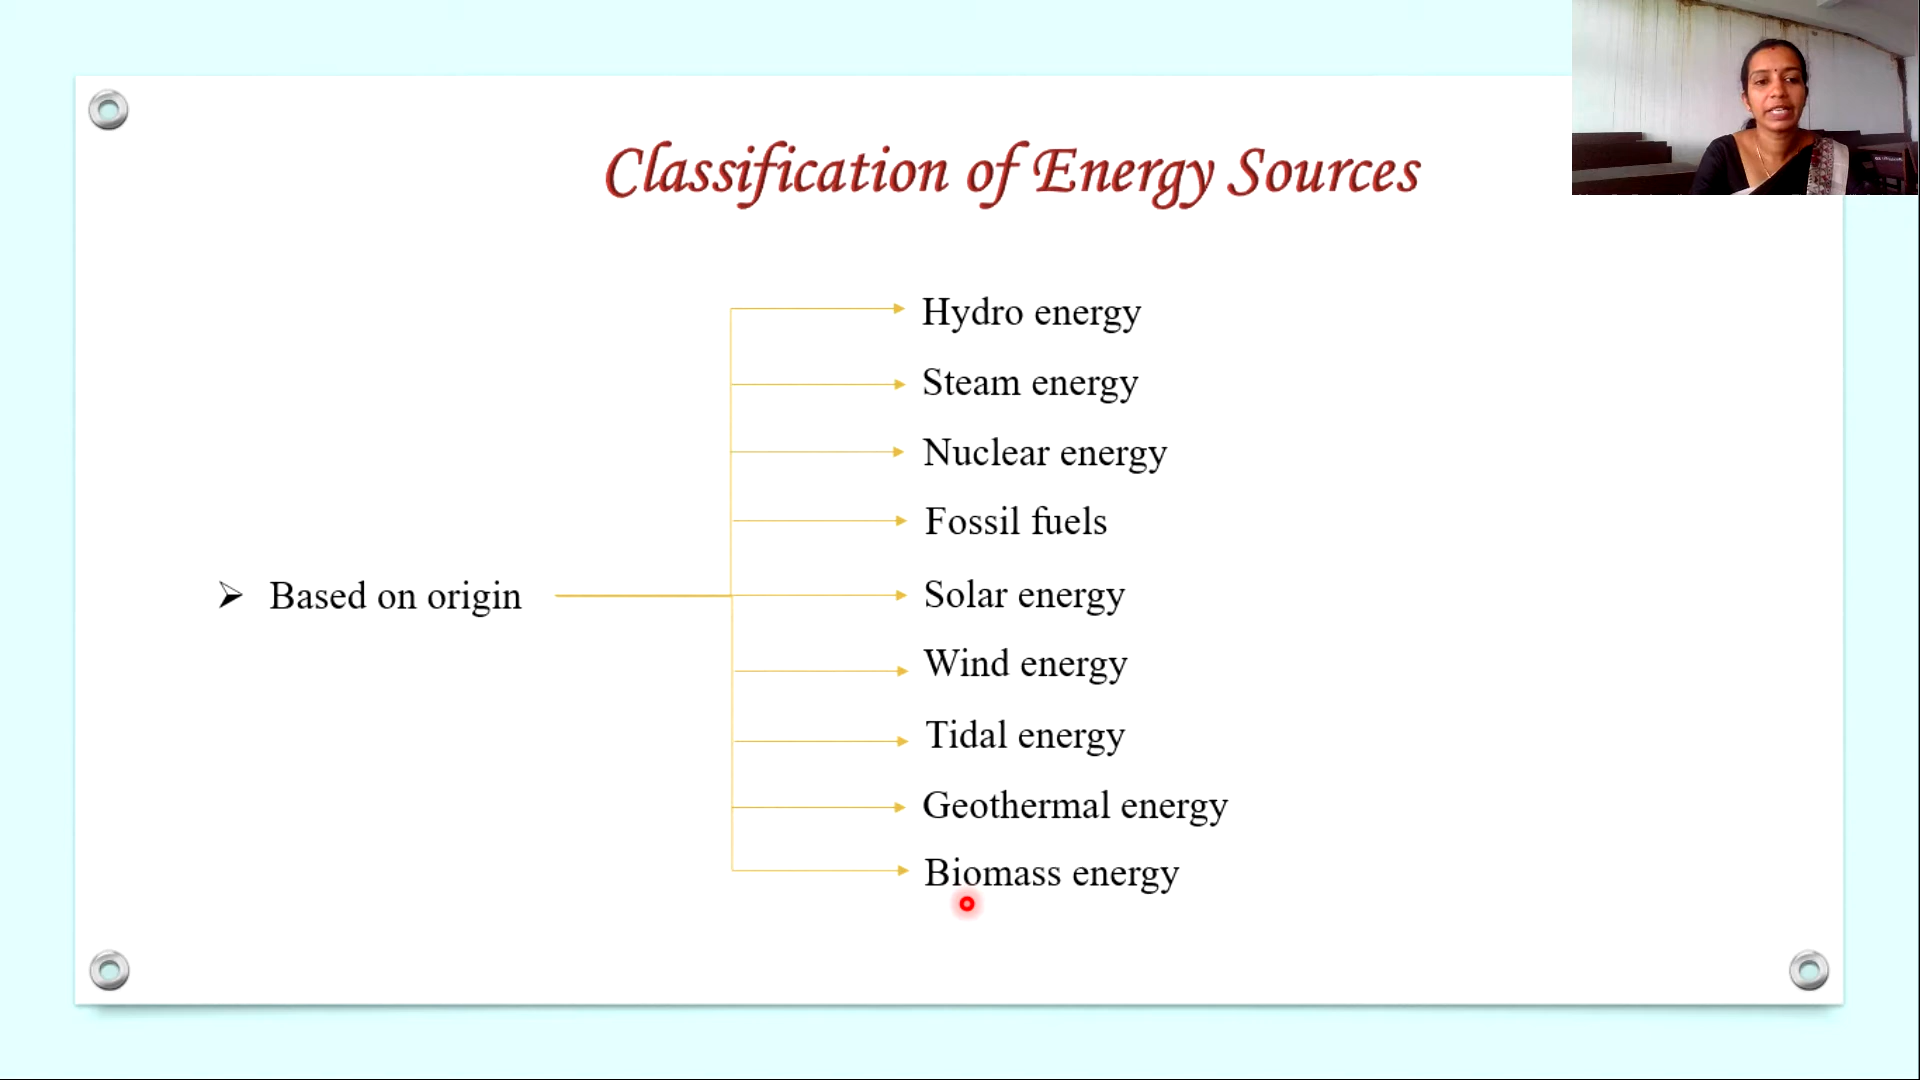 Classification of Energy Sources
Hydro energy
Steam energy
Nuclear energy
Fossil fuels
➢ Based on origin
Solar energy
Wind energy
Tidal energy
Geothermal energy
Biomass energy